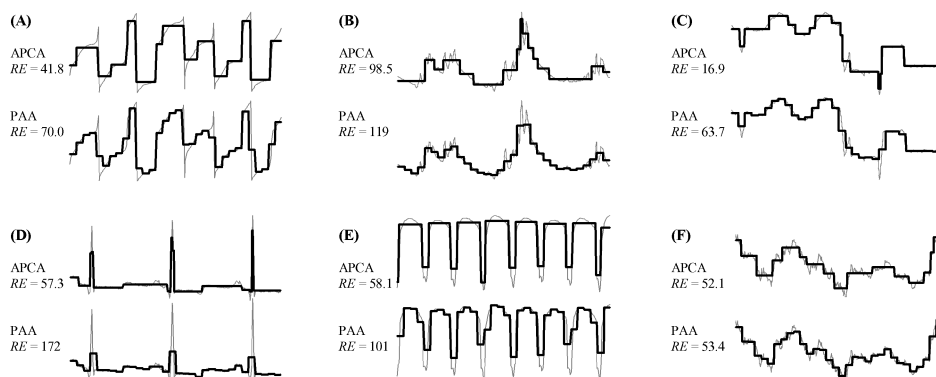 (A)
APCA
RE = 41.8
PAA
RE = 70.0
(B)
APCA
RE = 98.5
PAA
RE = 119
(C)
APCA
RE = 16.9
PAA
RE = 63.7
(D)
APCA
RE = 57.3
PAA
RE = 172
(E)
APCA
RE = 58.1
PAA
RE = 101
(F)
APCA
RE = 52.1
PAA
RE = 53.4